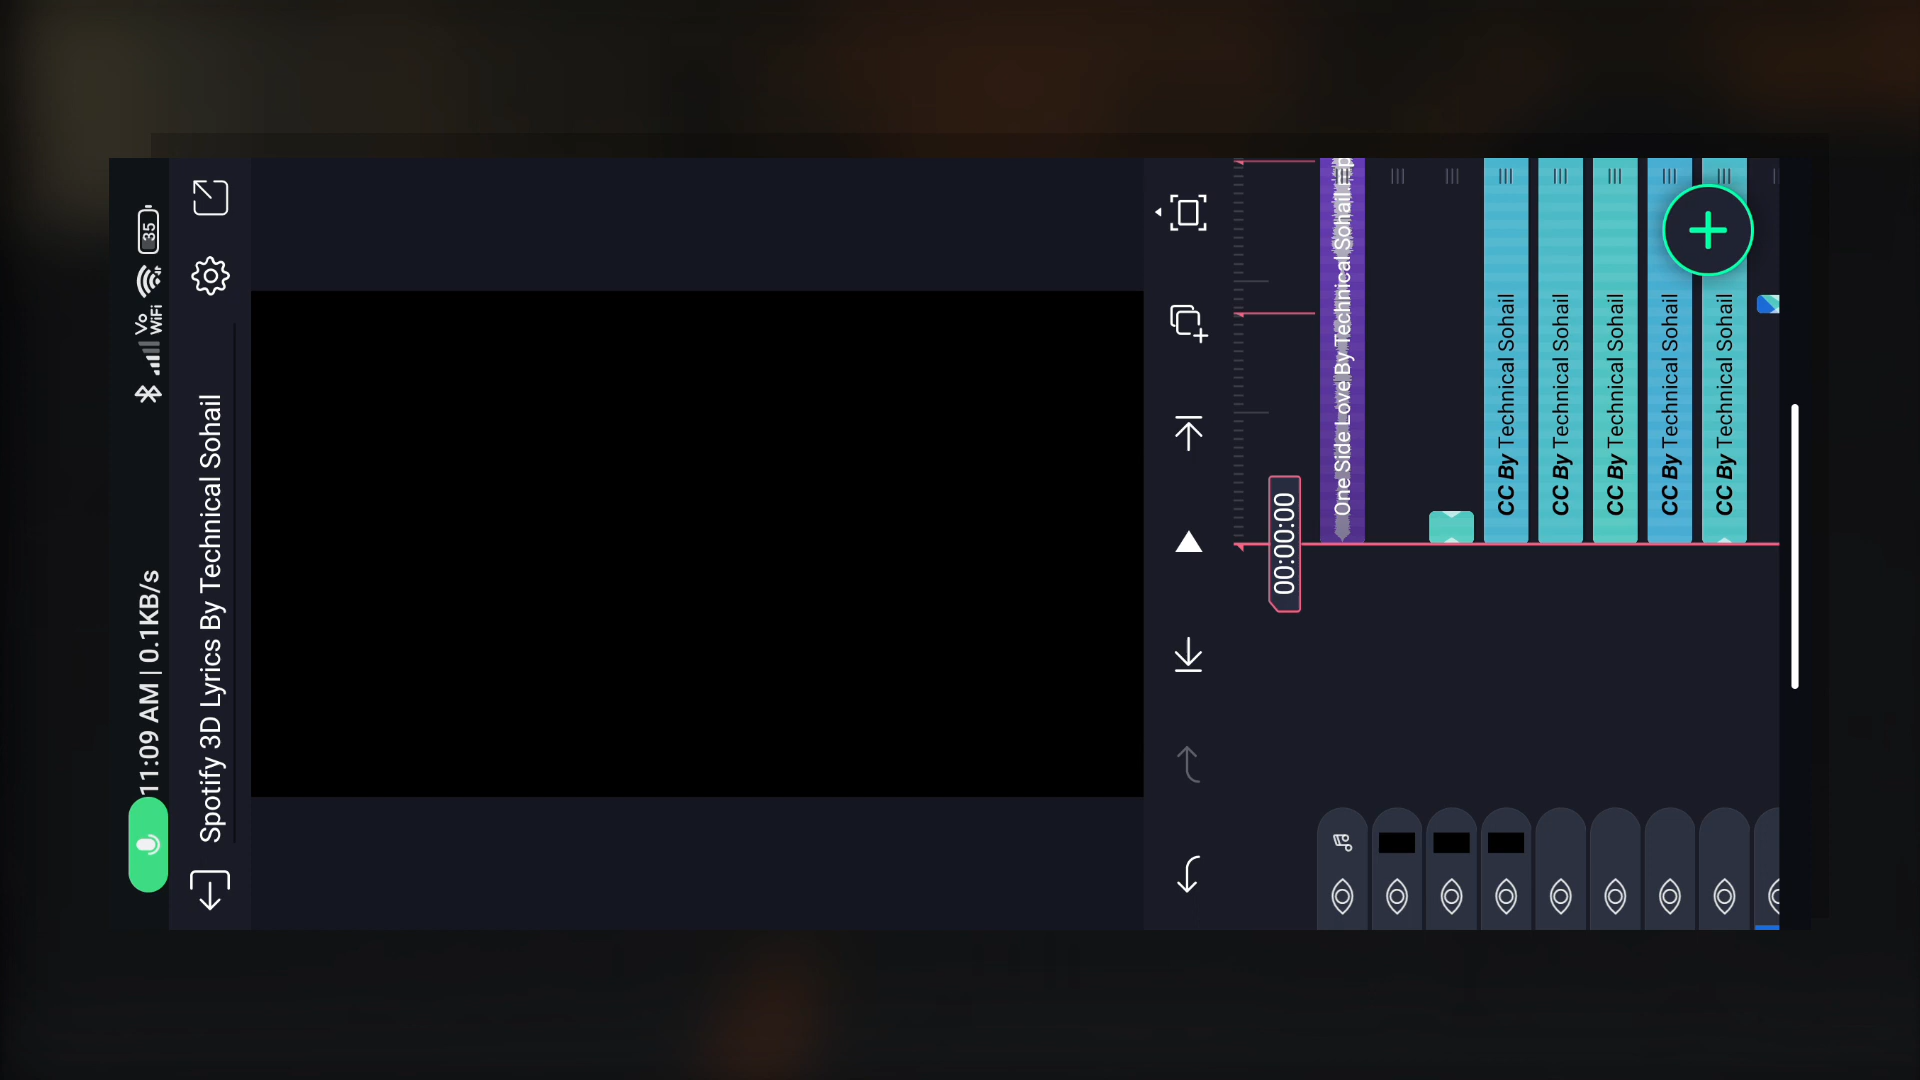 11:09 AM | 0.1KB/s
Vo
WiFi
35
Spotify 3D Lyrics By Technical Sohail
00:00:00
One Side Love By Technical Sohail.mp
CC By Technical Sohail
CC By Technical Sohail
CC By Technical Sohail
CC By Technical Sohail
CC By Technical Sohail